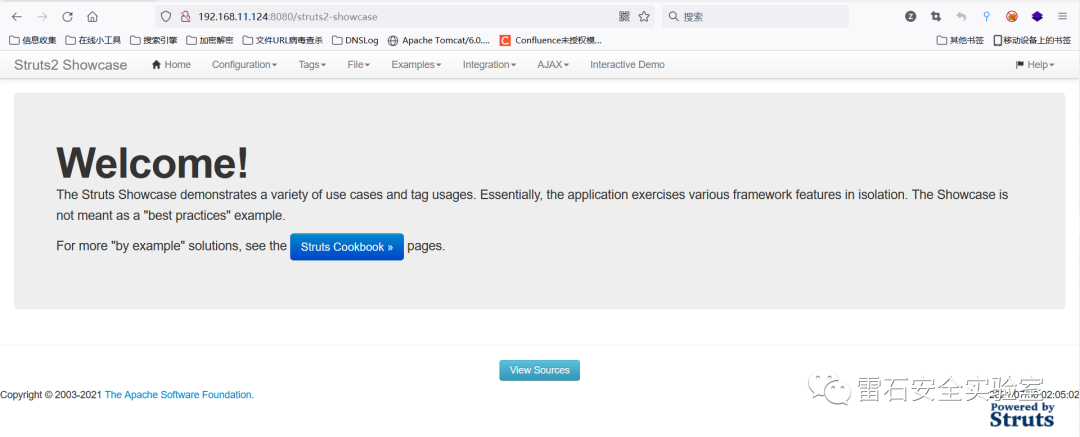 192.168.11.124:8080/struts2-showcase
搜索
信息收集 在线小工具 搜索引擎 加密解密 文件URL病毒查杀 DNSLog Apache Tomcat/6.0.... Confluence未授权模... 其他书签 移动设备上的书签
Struts2 Showcase Home Configuration Tags File Examples Integration AJAX Interactive Demo Help
Welcome!
The Struts Showcase demonstrates a variety of use cases and tag usages. Essentially, the application exercises various framework features in isolation. The Showcase is
not meant as a "best practices" example.
For more "by example" solutions, see the Struts Cookbook » pages.
View Sources
Copyright © 2003-2021 The Apache Software Foundation.
雷石安全实验室
02:05:02
Powered by
Struts